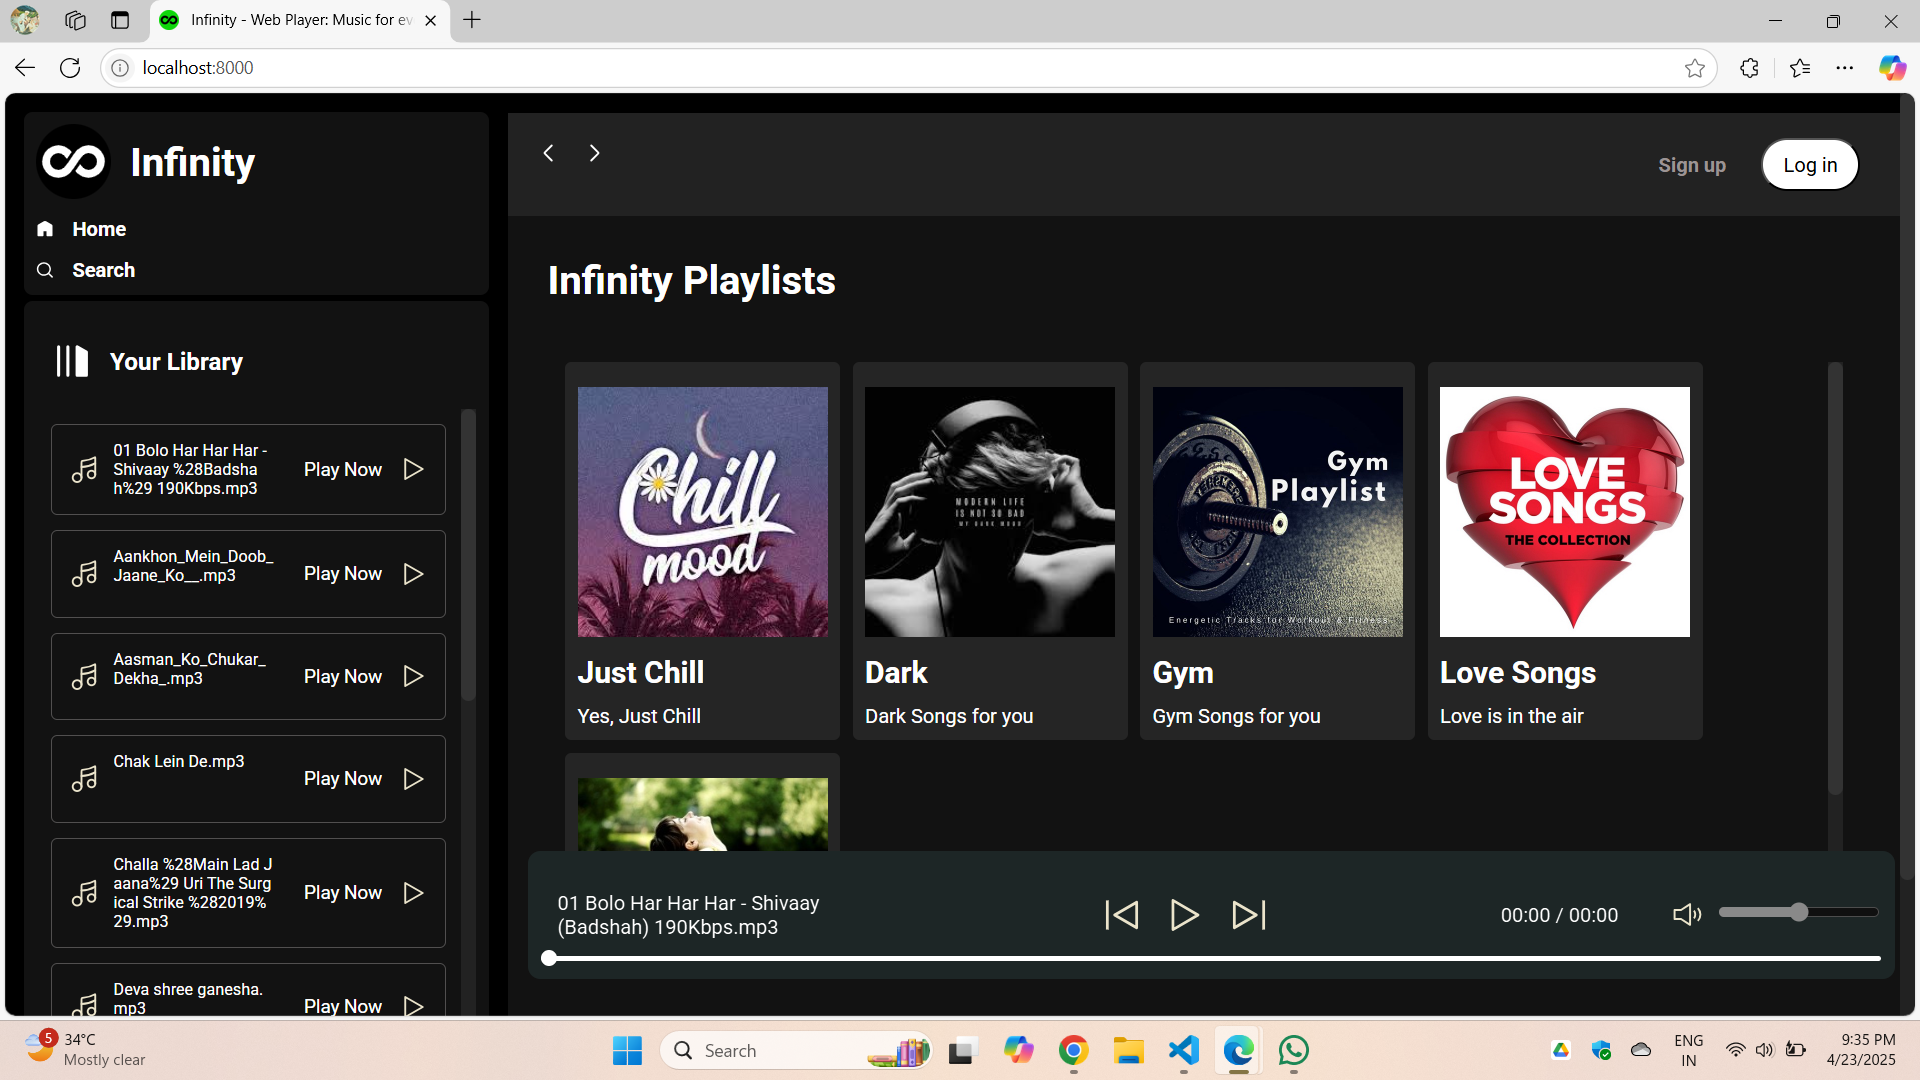 Infinity - Web Player: Music for ev
localhost:8000
Infinity
Home
Search
Your Library
01 Bolo Har Har Har -
Shivaay %28Badsha
h%29 190Kbps.mp3
Play Now
Aankhon_Mein_Doob_
Jaane_Ko__.mp3
Play Now
Aasman_Ko_Chukar_
Dekha_.mp3
Play Now
Chak Lein De.mp3
Play Now
Challa %28Main Lad J
aana%29 Uri The Surg
ical Strike %282019%
29.mp3
Play Now
Deva shree ganesha.
mp3
Play Now
Sign up
Log in
Infinity Playlists
Chill
mood
Just Chill
Yes, Just Chill
MODERN LIFE
IS NOT SO BAD
MY DARK MOOD
Dark
Dark Songs for you
Gym
Playlist
Energetic Tracks for Workout & Fitness
Gym
Gym Songs for you
LOVE
SONGS
THE COLLECTION
Love Songs
Love is in the air
01 Bolo Har Har Har - Shivaay
(Badshah) 190Kbps.mp3
00:00 / 00:00
5
34°C
Mostly clear
Search
ENG
IN
9:35 PM
4/23/2025